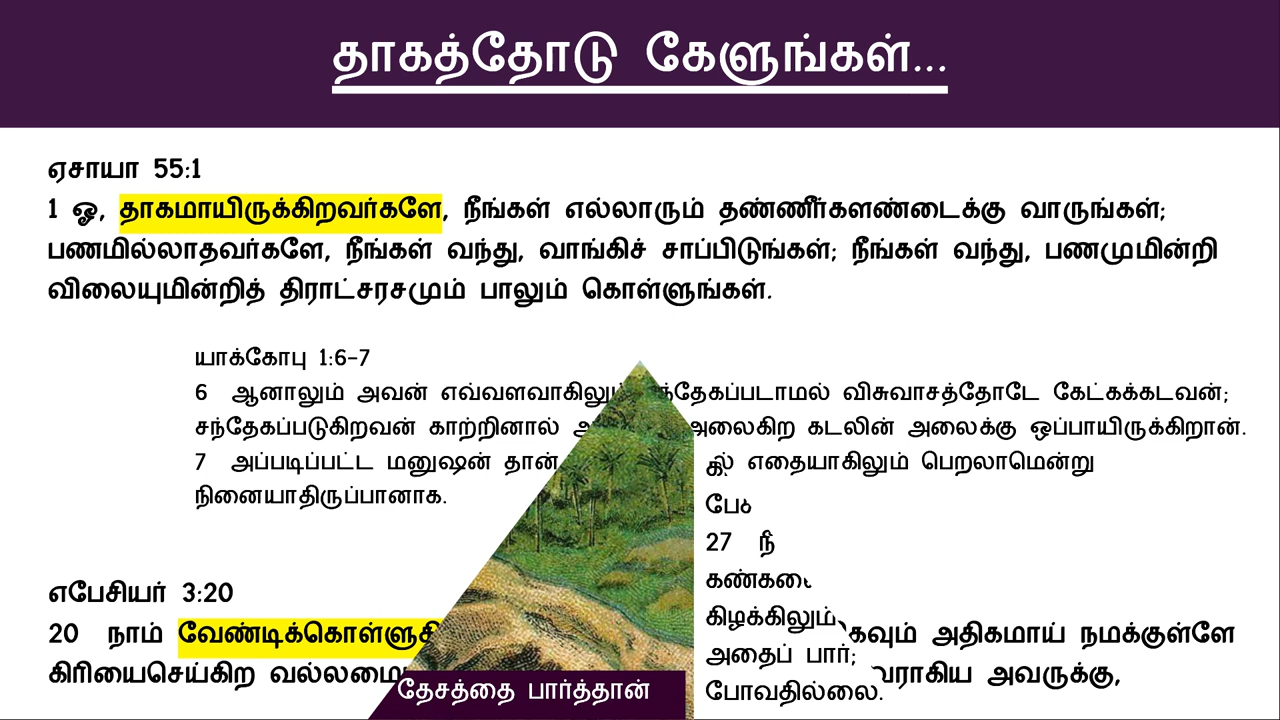 தாகத்தோடு கேளுங்கள்...
ஏசாயா 55:1
1 ஓ, தாகமாயிருக்கிறவர்களே, நீங்கள் எல்லாரும் தண்ணீர்களண்டைக்கு வாருங்கள்;
பணமில்லாதவர்களே, நீங்கள் வந்து, வாங்கிச் சாப்பிடுங்கள்; நீங்கள் வந்து, பணமுமின்றி
விலையுமின்றித் திராட்சரசமும் பாலும் கொள்ளுங்கள்.
யாக்கோபு 1:6-7
6 ஆனாலும் அவன் எவ்வளவாகிலும் விசுவாசத்தோடே கேட்கக்கடவன்;
சந்தேகப்படுகிறவன் காற்றினால் அலைகிற கடலின் அலைக்கு ஒப்பாயிருக்கிறான்.
7 அப்படிப்பட்ட மனுஷன் தான் எதையாகிலும் பெறலாமென்று
நினையாதிருப்பானாக.
எபேசியர் 3:20
20 நாம் அதிகமாய் நமக்குள்ளே
கிரியைசெய்கிற அவருக்கு,
27 நீ
கிழக்கிலும்
அதைப் பார்;
போவதில்லை.
தேசத்தை பார்த்தான்